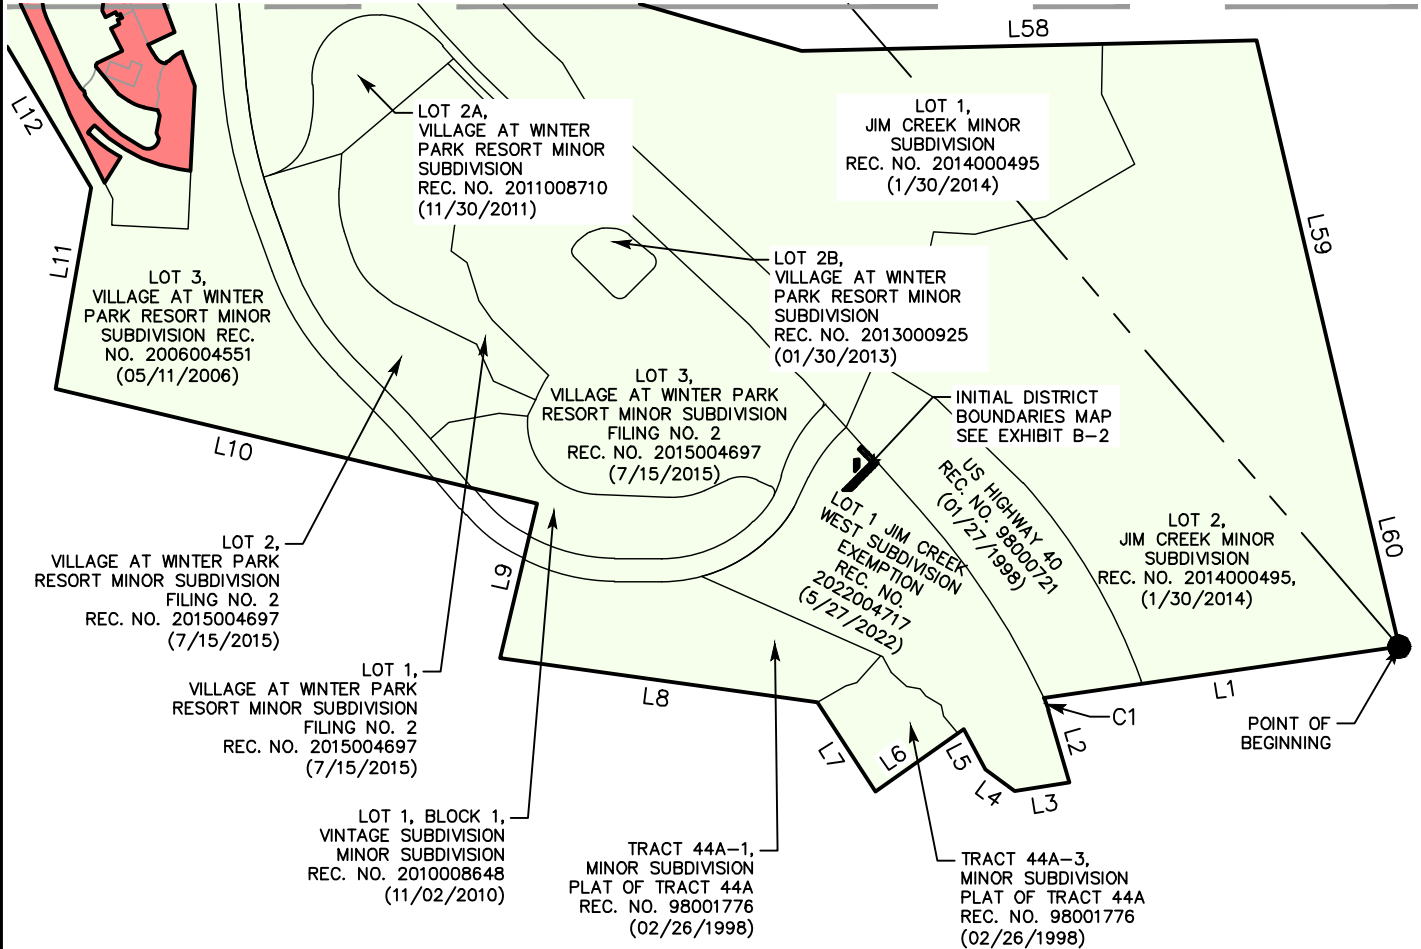 L58
L12
LOT 2A,
VILLAGE AT WINTER
PARK RESORT MINOR
SUBDIVISION
REC. NO. 2011008710
(11/30/2011)
LOT 1,
JIM CREEK MINOR
SUBDIVISION
REC. NO. 2014000495
(1/30/2014)
L59
L11
LOT 3,
VILLAGE AT WINTER
PARK RESORT MINOR
SUBDIVISION REC.
NO. 2006004551
(05/11/2006)
LOT 2B,
VILLAGE AT WINTER
PARK RESORT MINOR
SUBDIVISION
REC. NO. 2013000925
(01/30/2013)
LOT 3,
VILLAGE AT WINTER PARK
RESORT MINOR SUBDIVISION
FILING NO. 2
REC. NO. 2015004697
(7/15/2015)
INITIAL DISTRICT
BOUNDARIES MAP
SEE EXHIBIT B-2
L10
US HIGHWAY 40
REC. NO. 98000721
(01/27/1998)
LOT 1 JIM CREEK
WEST SUBDIVISION
EXEMPTION
REC. NO.
2022004717
(5/27/2022)
LOT 2,
JIM CREEK MINOR
SUBDIVISION
REC. NO. 2014000495,
(1/30/2014)
L60
LOT 2,
VILLAGE AT WINTER PARK
RESORT MINOR SUBDIVISION
FILING NO. 2
REC. NO. 2015004697
(7/15/2015)
L9
LOT 1,
VILLAGE AT WINTER PARK
RESORT MINOR SUBDIVISION
FILING NO. 2
REC. NO. 2015004697
(7/15/2015)
L8
L7
L6
L5
L4
L3
L2
C1
L1
POINT OF
BEGINNING
LOT 1, BLOCK 1,
VINTAGE SUBDIVISION
MINOR SUBDIVISION
REC. NO. 2010008648
(11/02/2010)
TRACT 44A-1,
MINOR SUBDIVISION
PLAT OF TRACT 44A
REC. NO. 98001776
(02/26/1998)
TRACT 44A-3,
MINOR SUBDIVISION
PLAT OF TRACT 44A
REC. NO. 98001776
(02/26/1998)